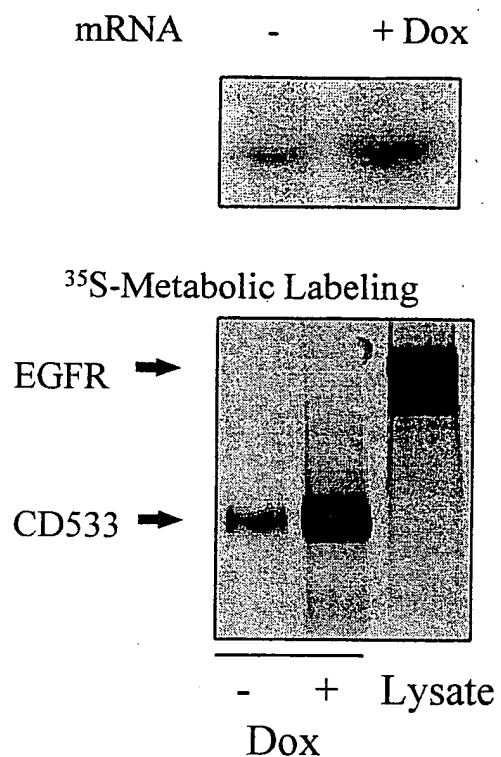 mRNA - + Dox
³⁵S-Metabolic Labeling
EGFR
CD533
- + Lysate
Dox